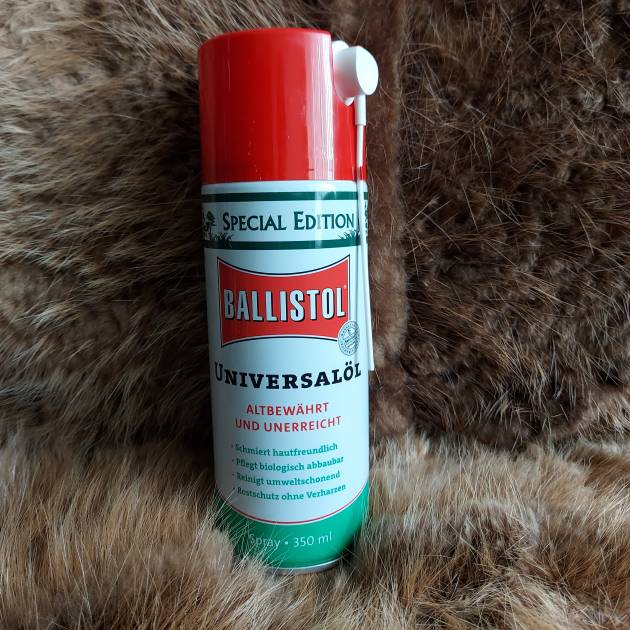 SPECIAL EDITION
BALLISTOL®
UNIVERSALÖL
ALTBEWÄHRT
UND UNERREICHT
• Schmiert hautfreundlich
• Pflegt biologisch abbaubar
• Reinigt umweltschonend
• Rostschutz ohne Verharzen
Spray • 350 ml